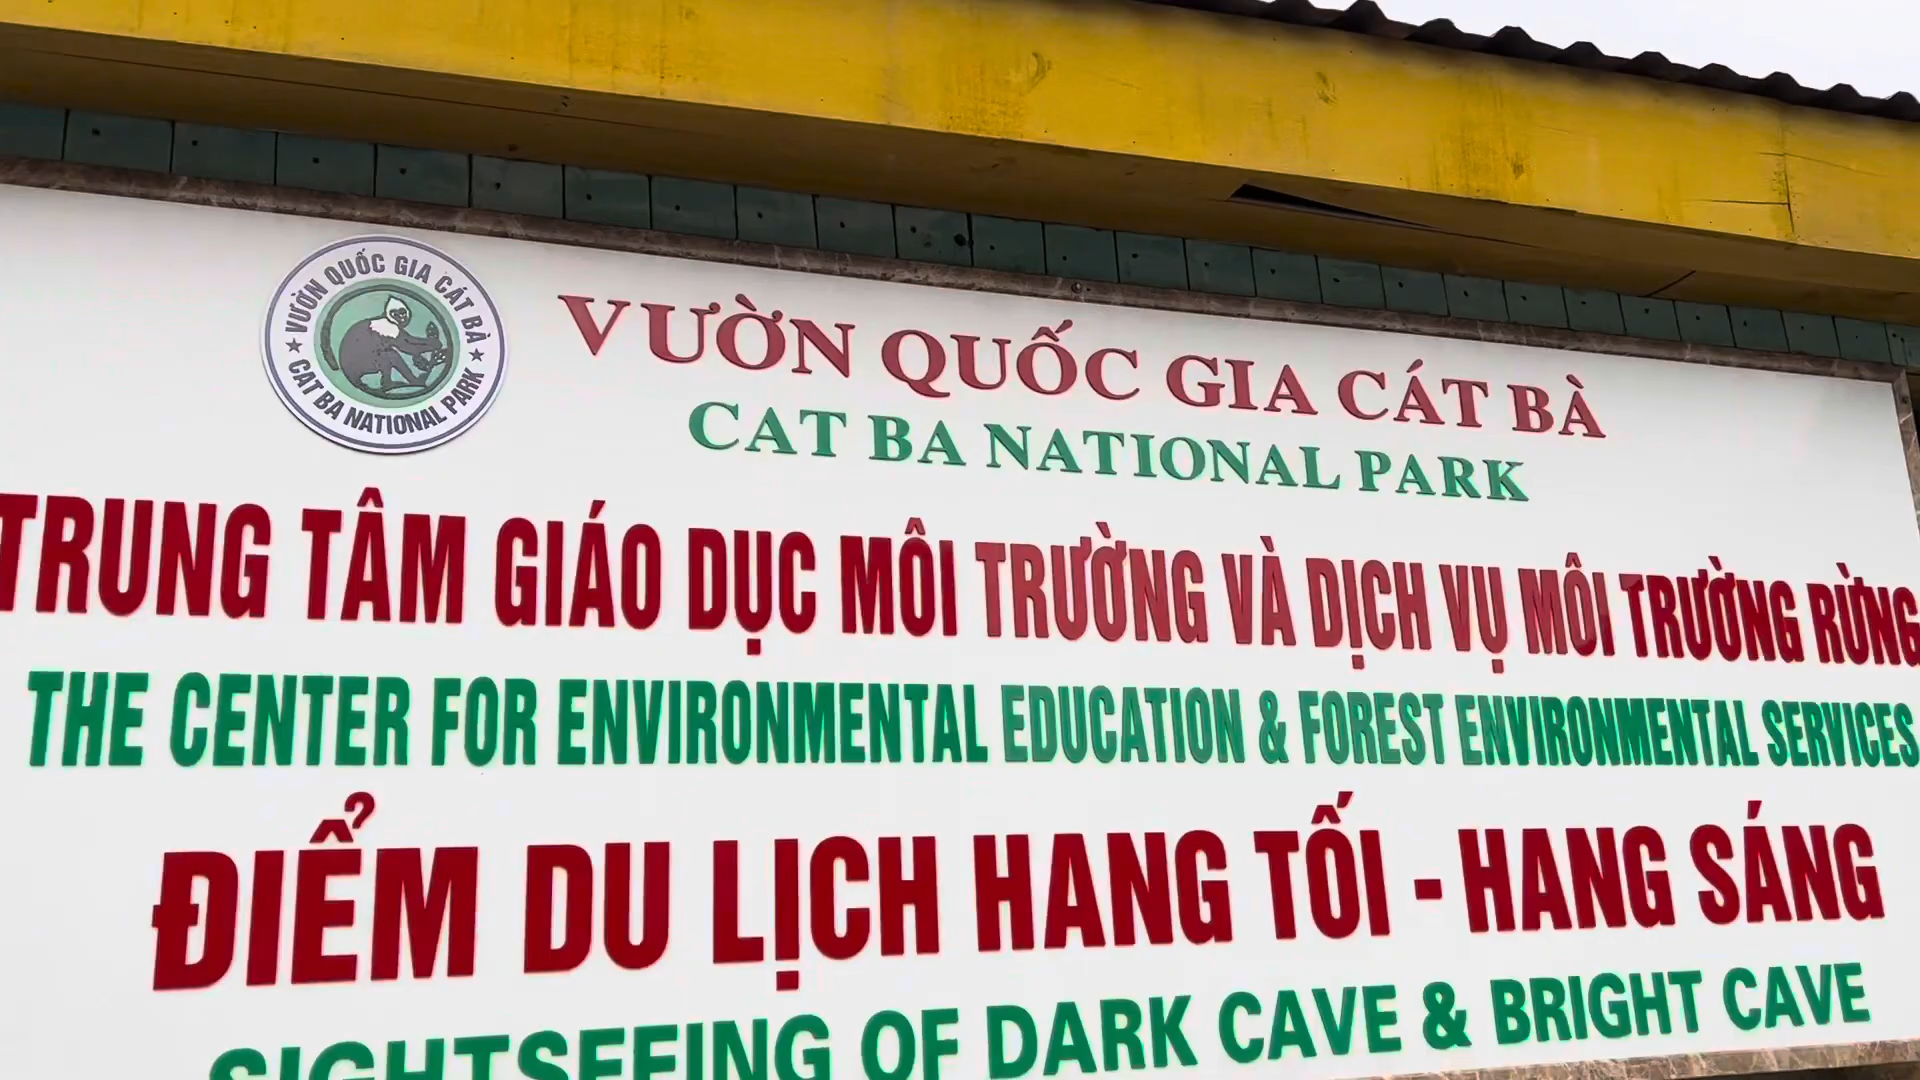 VƯỜN QUỐC GIA CÁT BÀ
CAT BA NATIONAL PARK
VƯỜN QUỐC GIA CÁT BÀ
CAT BA NATIONAL PARK
TRUNG TÂM GIÁO DỤC MÔI TRƯỜNG VÀ DỊCH VỤ MÔI TRƯỜNG RỪNG
THE CENTER FOR ENVIRONMENTAL EDUCATION & FOREST ENVIRONMENTAL SERVICES
ĐIỂM DU LỊCH HANG TỐI - HANG SÁNG
SIGHTSEEING OF DARK CAVE & BRIGHT CAVE